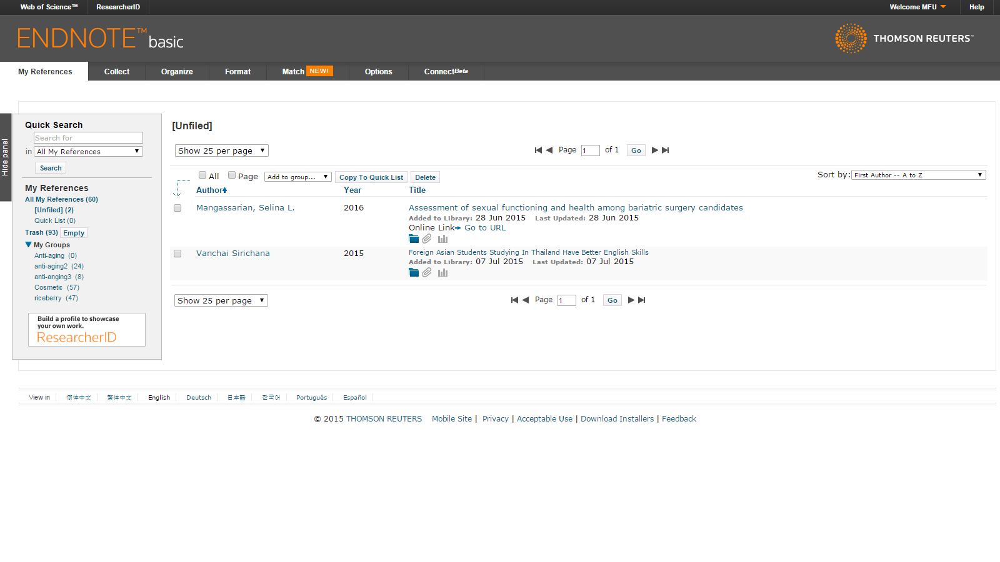 Web of Science™ ResearcherID Welcome MFU Help
ENDNOTE™ basic THOMSON REUTERS™
My References Collect Organize Format Match NEW! Options ConnectBeta
Hide panel
Quick Search
Search for
in All My References
Search
My References
All My References (60)
[Unfiled] (2)
Quick List (0)
Trash (93) Empty
My Groups
Anti-aging (0)
anti-aging2 (24)
anti-anging3 (8)
Cosmetic (57)
riceberry (47)
Build a profile to showcase
your own work.
ResearcherID
[Unfiled]
Show 25 per page Page 1 of 1 Go
All Page Add to group... Copy To Quick List Delete Sort by: First Author -- A to Z
Author Year Title
Mangassarian, Selina L. 2016 Assessment of sexual functioning and health among bariatric surgery candidates
Added to Library: 28 Jun 2015 Last Updated: 28 Jun 2015
Online Link Go to URL
Vanchai Sirichana 2015 Foreign Asian Students Studying In Thailand Have Better English Skills
Added to Library: 07 Jul 2015 Last Updated: 07 Jul 2015
Show 25 per page Page 1 of 1 Go
View in 简体中文 繁体中文 English Deutsch 日本語 한국어 Português Español
© 2015 THOMSON REUTERS Mobile Site | Privacy | Acceptable Use | Download Installers | Feedback